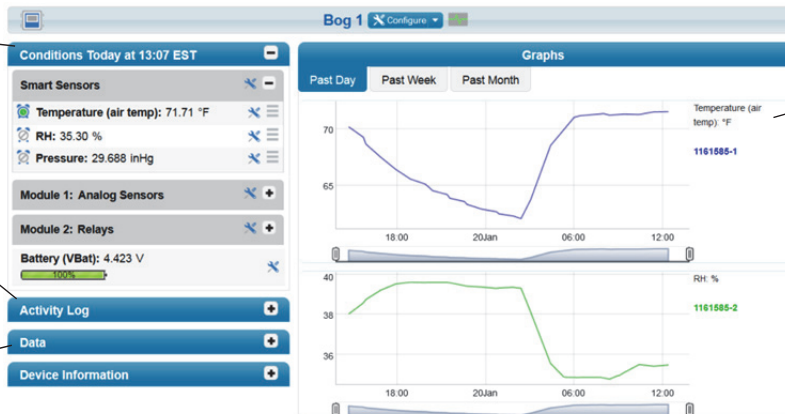 Bog 1 Configure
Conditions Today at 13:07 EST
Smart Sensors
Temperature (air temp): 71.71 °F
RH: 35.30 %
Pressure: 29.688 inHg
Module 1: Analog Sensors
Module 2: Relays
Battery (VBat): 4.423 V
100%
Activity Log
Data
Device Information
Graphs
Past Day Past Week Past Month
70
65
18:00 20Jan 06:00 12:00
Temperature (air
temp): °F
1161585-1
40
38
36
18:00 20Jan 06:00 12:00
RH: %
1161585-2